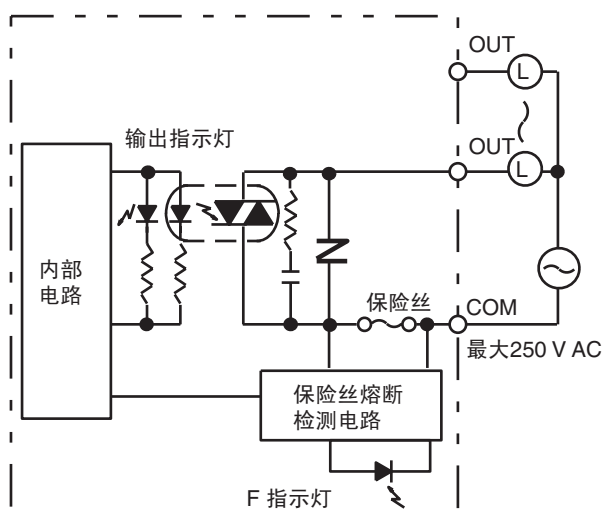 OUT
L
输出指示灯
OUT
L
内部
电路
保险丝
COM
最大250 V AC
保险丝熔断
检测电路
F 指示灯